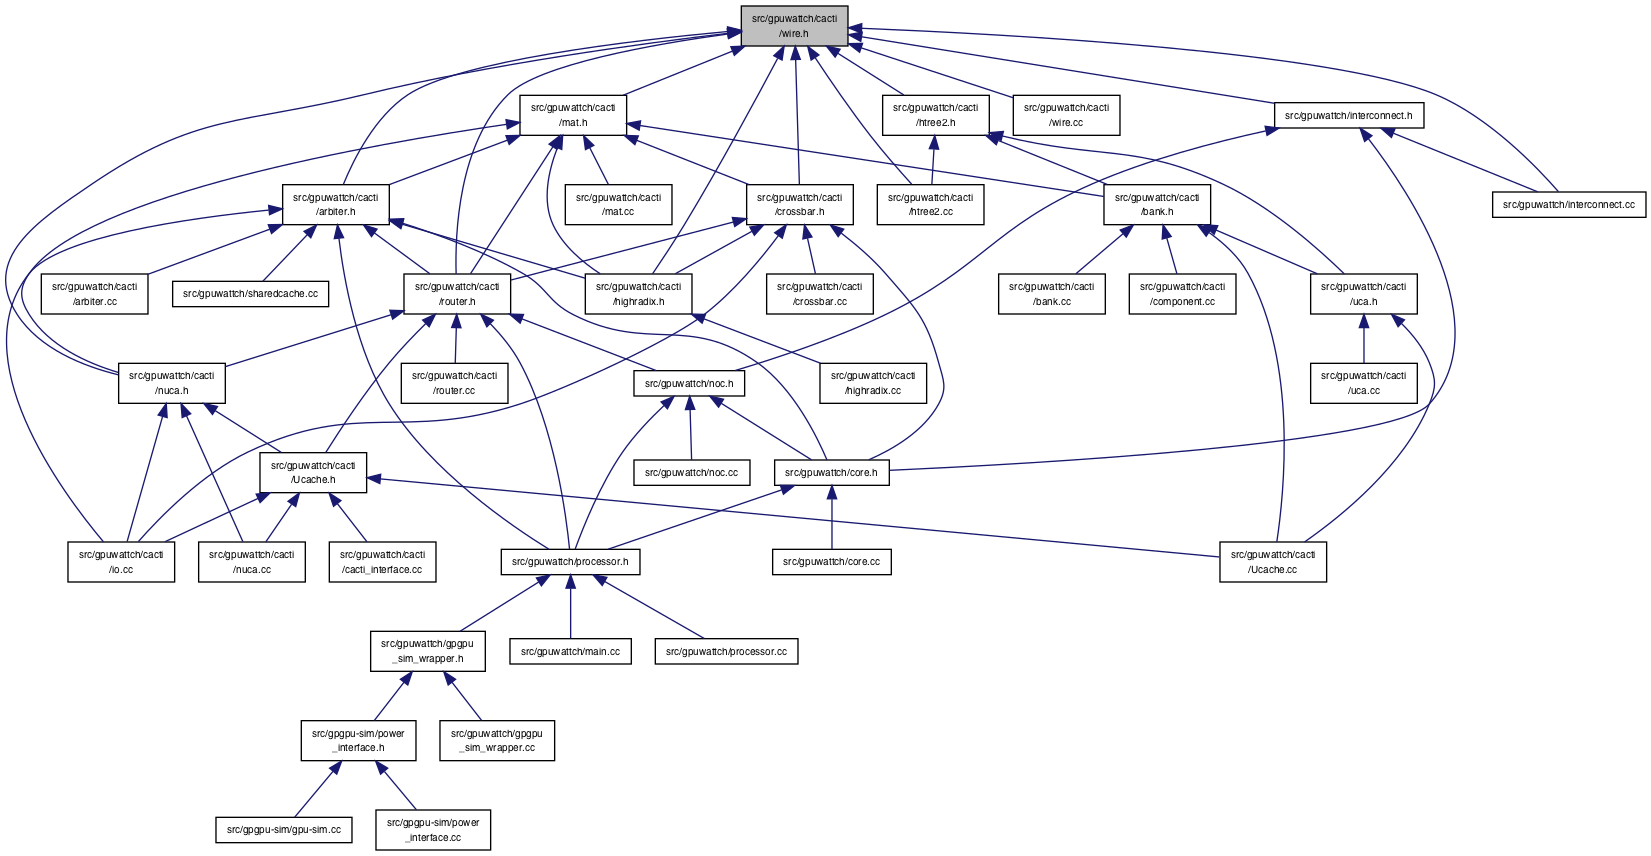 src/gpuwattch/cacti
/wire.h
src/gpuwattch/cacti
/mat.h
src/gpuwattch/cacti
/htree2.h
src/gpuwattch/cacti
/wire.cc
src/gpuwattch/interconnect.h
src/gpuwattch/cacti
/arbiter.h
src/gpuwattch/cacti
/mat.cc
src/gpuwattch/cacti
/crossbar.h
src/gpuwattch/cacti
/htree2.cc
src/gpuwattch/cacti
/bank.h
src/gpuwattch/interconnect.cc
src/gpuwattch/cacti
/arbiter.cc
src/gpuwattch/sharedcache.cc
src/gpuwattch/cacti
/router.h
src/gpuwattch/cacti
/highradix.h
src/gpuwattch/cacti
/crossbar.cc
src/gpuwattch/cacti
/bank.cc
src/gpuwattch/cacti
/component.cc
src/gpuwattch/cacti
/uca.h
src/gpuwattch/cacti
/nuca.h
src/gpuwattch/cacti
/router.cc
src/gpuwattch/noc.h
src/gpuwattch/cacti
/highradix.cc
src/gpuwattch/cacti
/uca.cc
src/gpuwattch/cacti
/Ucache.h
src/gpuwattch/noc.cc
src/gpuwattch/core.h
src/gpuwattch/cacti
/io.cc
src/gpuwattch/cacti
/nuca.cc
src/gpuwattch/cacti
/cacti_interface.cc
src/gpuwattch/processor.h
src/gpuwattch/core.cc
src/gpuwattch/cacti
/Ucache.cc
src/gpuwattch/gpgpu
_sim_wrapper.h
src/gpuwattch/main.cc
src/gpuwattch/processor.cc
src/gpgpu-sim/power
_interface.h
src/gpuwattch/gpgpu
_sim_wrapper.cc
src/gpgpu-sim/gpu-sim.cc
src/gpgpu-sim/power
_interface.cc